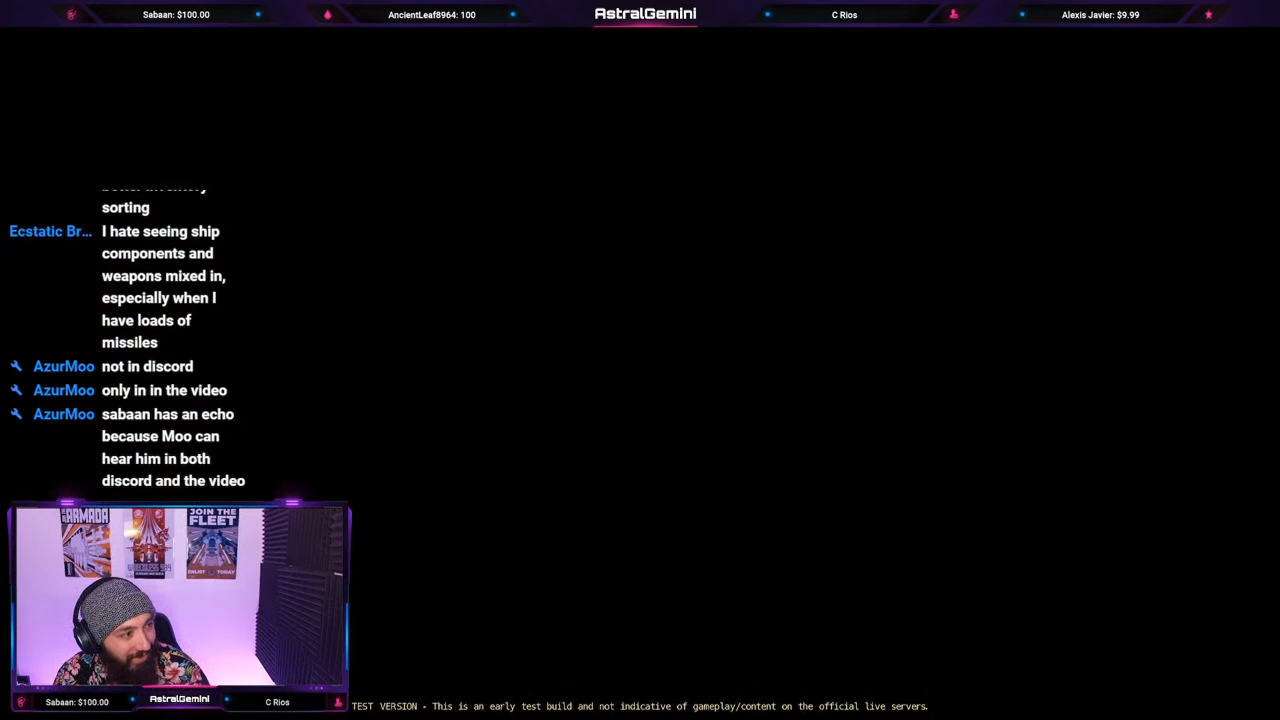 Sabaan: $100.00
AncientLeaf8964: 100
AstralGemini
C Rios
Alexis Javier: $9.99
sorting
Ecstatic Br... I hate seeing ship
components and
weapons mixed in,
especially when I
have loads of
missiles
AzurMoo not in discord
AzurMoo only in in the video
AzurMoo sabaan has an echo
because Moo can
hear him in both
discord and the video
ARMADA
JOIN THE
FLEET
ENLIST TODAY
Sabaan: $100.00
AstralGemini
C Rios
TEST VERSION - This is an early test build and not indicative of gameplay/content on the official live servers.